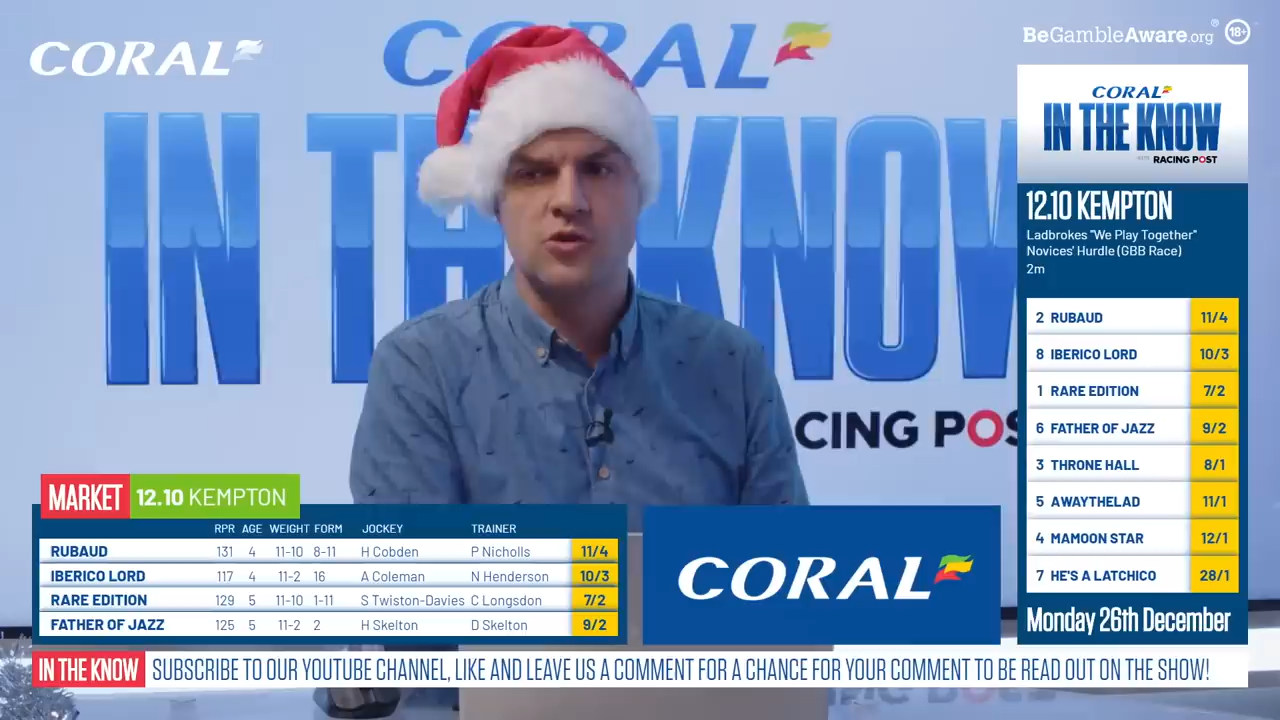 CORAL
CORAL
IN THE KNOW
CING POS
BeGambleAware.org® 18+
CORAL
IN THE KNOW
WITH RACING POST
12.10 KEMPTON
Ladbrokes "We Play Together"
Novices' Hurdle (GBB Race)
2m
2 RUBAUD 11/4
8 IBERICO LORD 10/3
1 RARE EDITION 7/2
6 FATHER OF JAZZ 9/2
3 THRONE HALL 8/1
5 AWAYTHELAD 11/1
4 MAMOON STAR 12/1
7 HE'S A LATCHICO 28/1
Monday 26th December
MARKET 12.10 KEMPTON
RPR AGE WEIGHT FORM JOCKEY TRAINER
RUBAUD 131 4 11-10 8-11 H Cobden P Nicholls 11/4
IBERICO LORD 117 4 11-2 16 A Coleman N Henderson 10/3
RARE EDITION 129 5 11-10 1-11 S Twiston-Davies C Longsdon 7/2
FATHER OF JAZZ 125 5 11-2 2 H Skelton D Skelton 9/2
CORAL
IN THE KNOW SUBSCRIBE TO OUR YOUTUBE CHANNEL, LIKE AND LEAVE US A COMMENT FOR A CHANCE FOR YOUR COMMENT TO BE READ OUT ON THE SHOW!